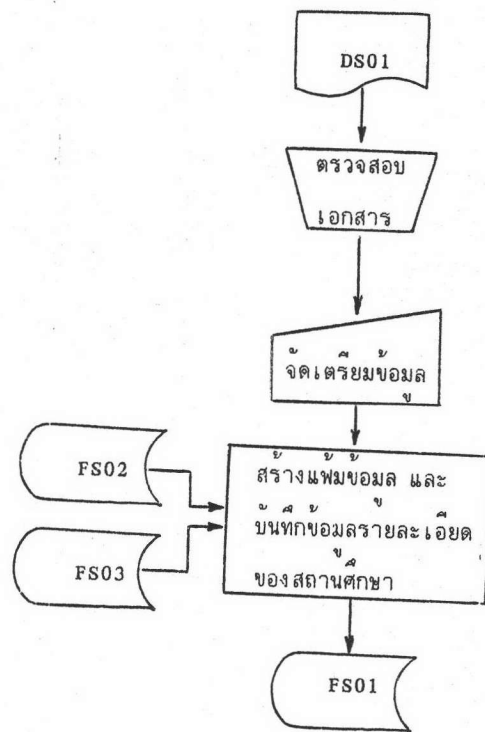 DS01
ตรวจสอบ
เอกสาร
จัดเตรียมข้อมูล
FS02
สร้างแฟ้มข้อมูล และ
บันทึกข้อมูลรายละเอียด
ของสถานศึกษา
FS03
FS01